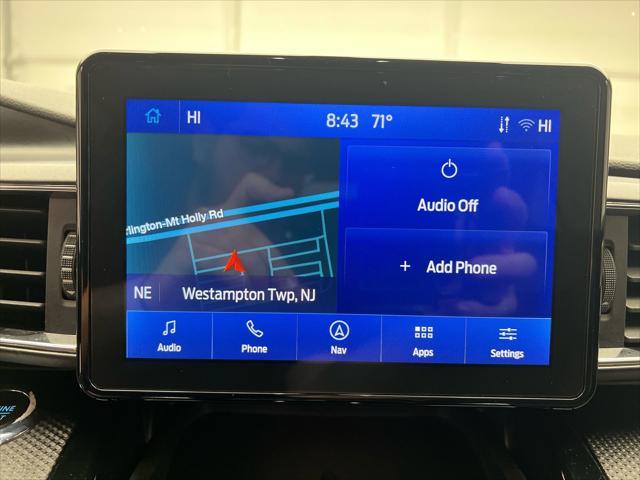 HI 8:43 71° HI
rlington-Mt Holly Rd
Audio Off
+ Add Phone
NE Westampton Twp, NJ
Audio Phone Nav Apps Settings